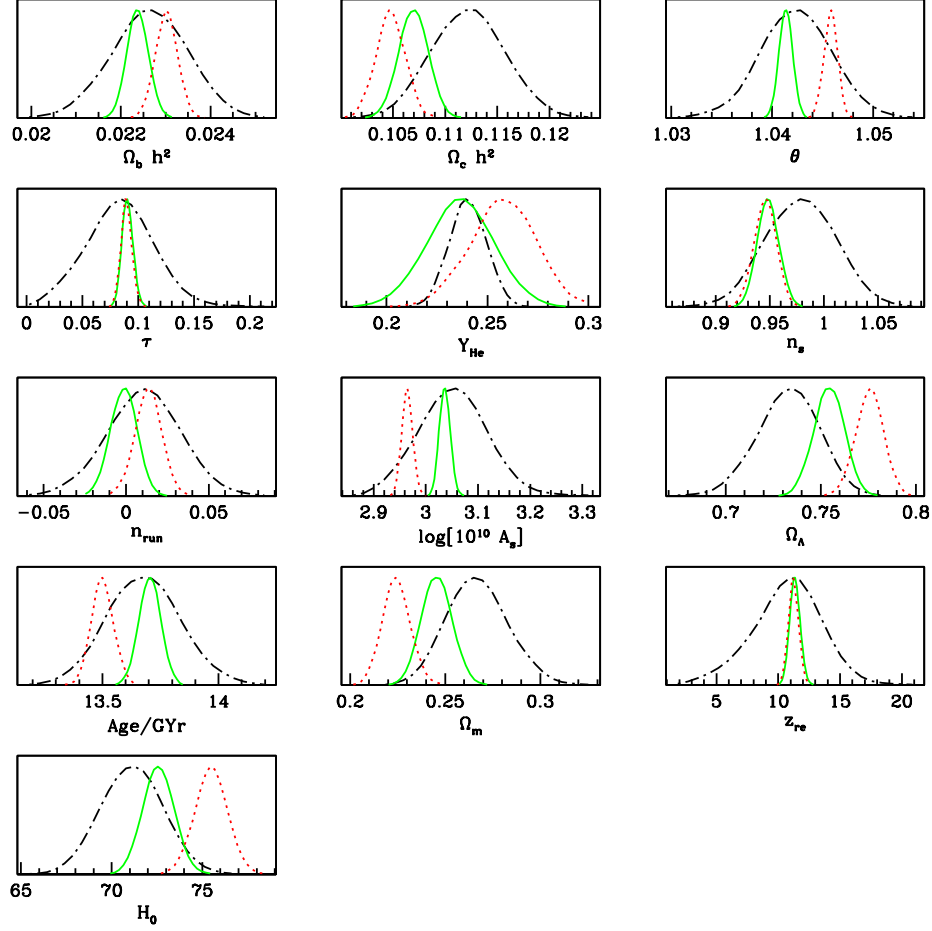 0.02 0.022 0.024 0.105 0.11 0.115 0.12 1.03 1.04 1.05
Ω_b h² Ω_c h² θ
0 0.05 0.1 0.15 0.2 0.2 0.25 0.3 0.9 0.95 1 1.05
τ Y_He n_s
−0.05 0 0.05 2.9 3 3.1 3.2 3.3 0.7 0.75 0.8
n_run log[10¹⁰ A_s] Ω_Λ
13.5 14 0.2 0.25 0.3 5 10 15 20
Age/GYr Ω_m z_re
65 70 75
H_0